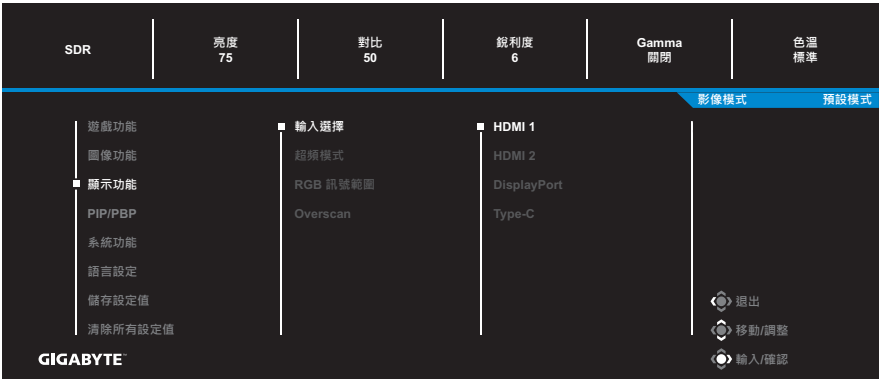 SDR
亮度
75
對比
50
銳利度
6
Gamma
關閉
色溫
標準
影像模式 預設模式
遊戲功能
圖像功能
顯示功能
PIP/PBP
系統功能
語言設定
儲存設定值
清除所有設定值
輸入選擇
超頻模式
RGB 訊號範圍
Overscan
HDMI 1
HDMI 2
DisplayPort
Type-C
退出
移動/調整
輸入/確認
GIGABYTE™